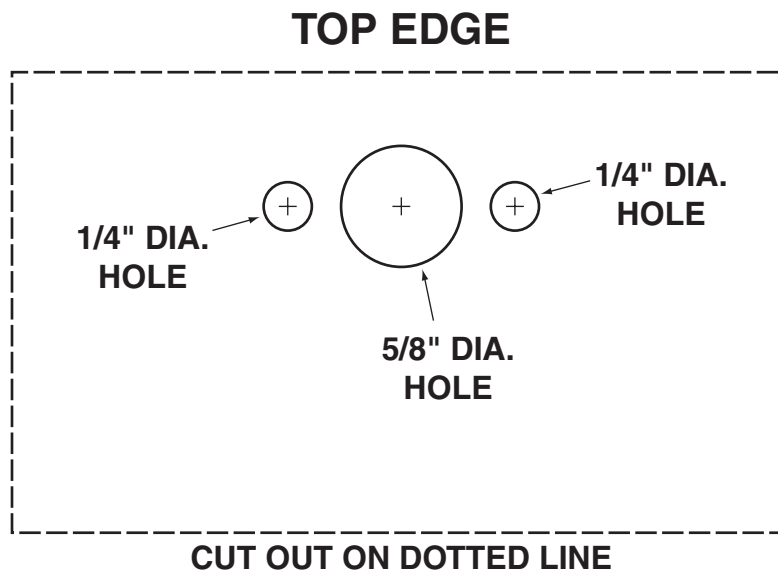 TOP EDGE
1/4" DIA.
HOLE
1/4" DIA.
HOLE
5/8" DIA.
HOLE
CUT OUT ON DOTTED LINE